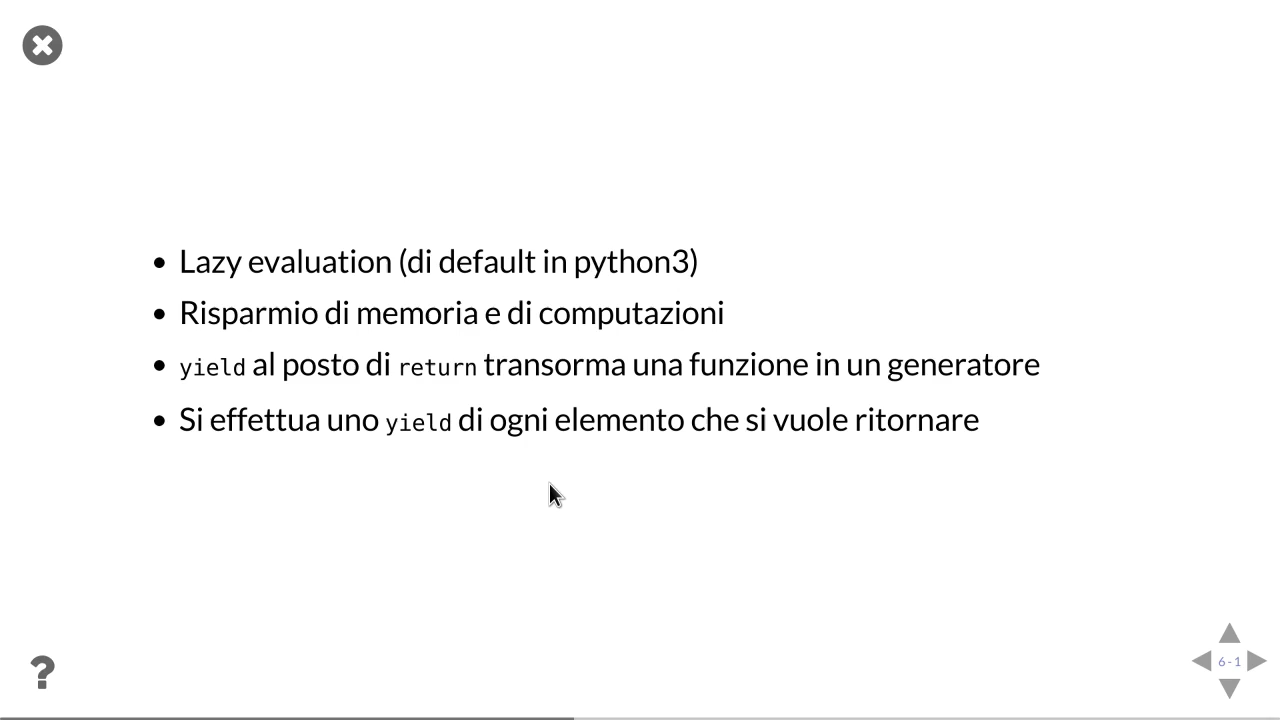 Lazy evaluation (di default in python3)
Risparmio di memoria e di computazioni
yield al posto di return transorma una funzione in un generatore
Si effettua uno yield di ogni elemento che si vuole ritornare
?
6-1